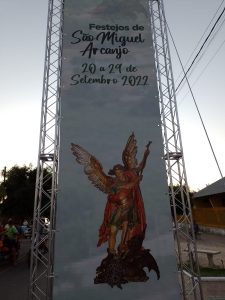 Festejos de
São Miguel
Arcanjo
20 a 29 de
Setembro 2022